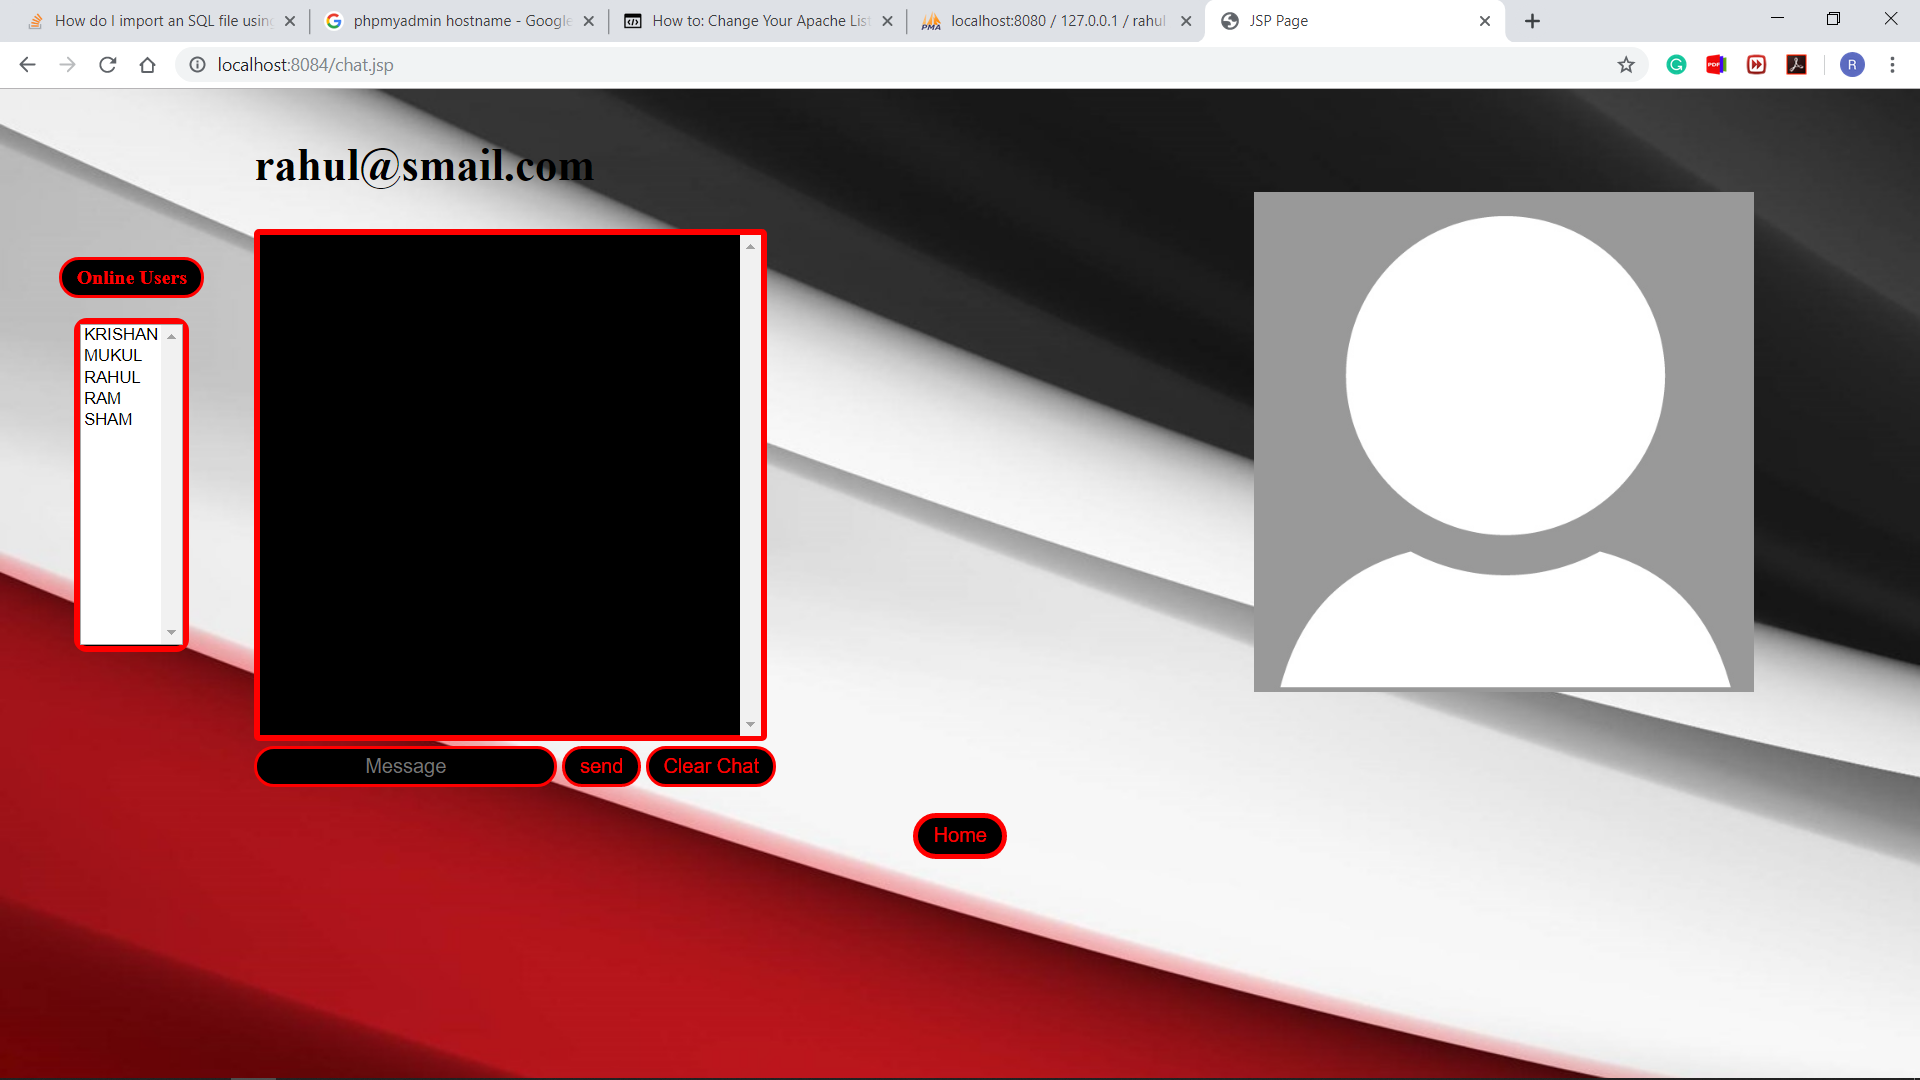 How do I import an SQL file using
phpmyadmin hostname - Google
How to: Change Your Apache List
localhost:8080 / 127.0.0.1 / rahul
JSP Page
localhost:8084/chat.jsp
R
rahul@smail.com
Online Users
KRISHAN
MUKUL
RAHUL
RAM
SHAM
Message
send
Clear Chat
Home